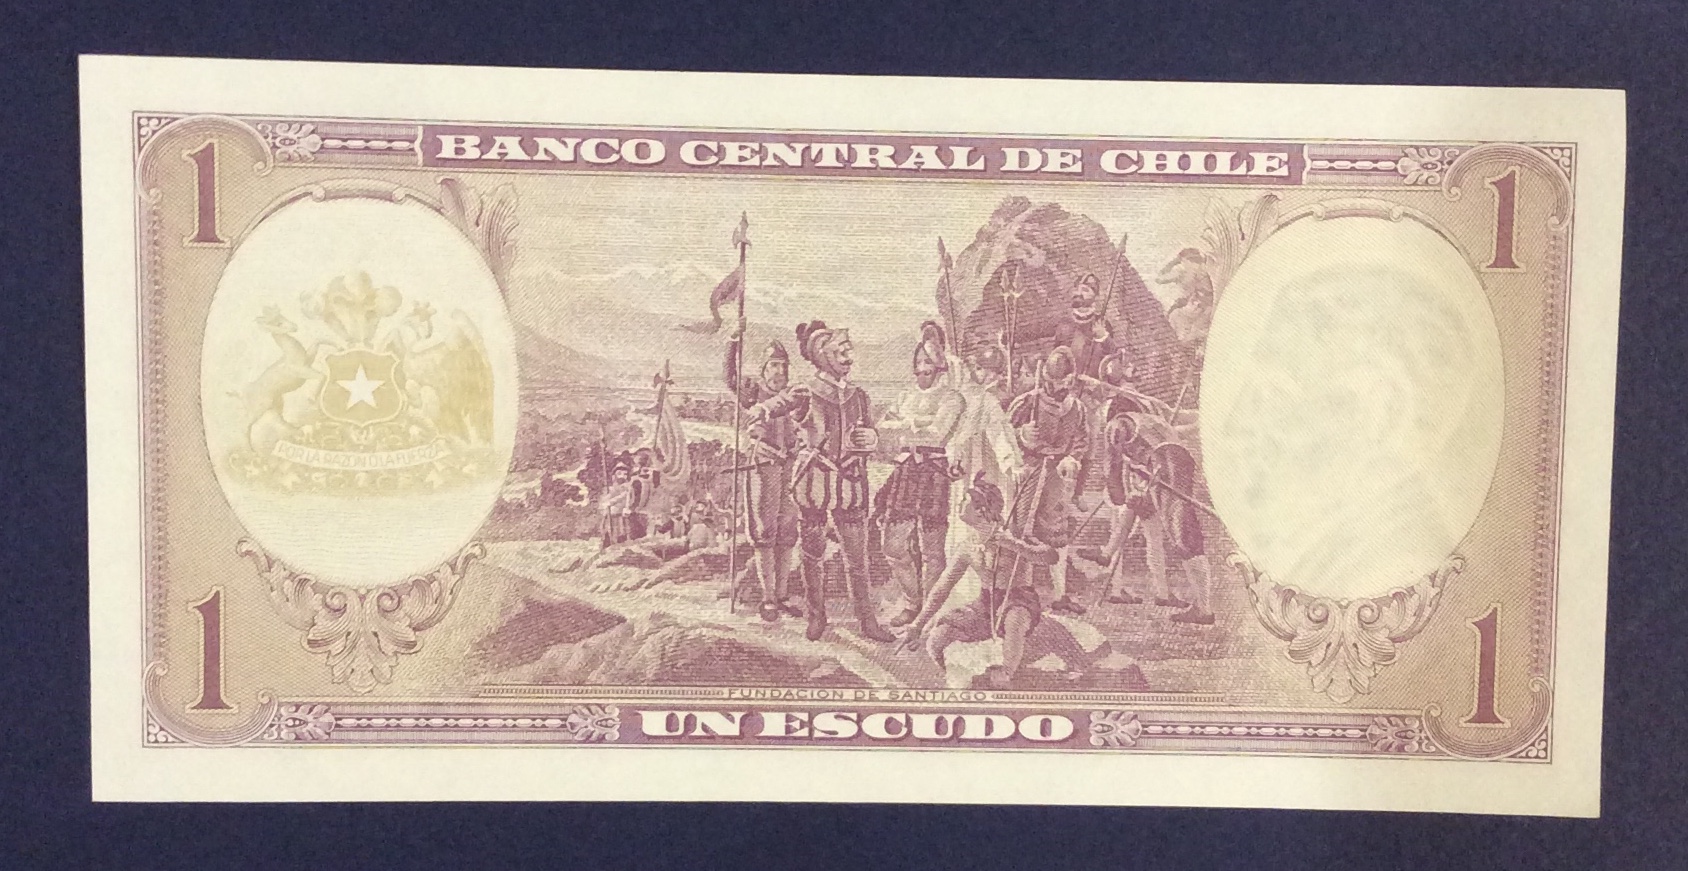 1 BANCO CENTRAL DE CHILE 1
POR LA RAZON O LA FUERZA
FUNDACION DE SANTIAGO
1 UN ESCUDO 1